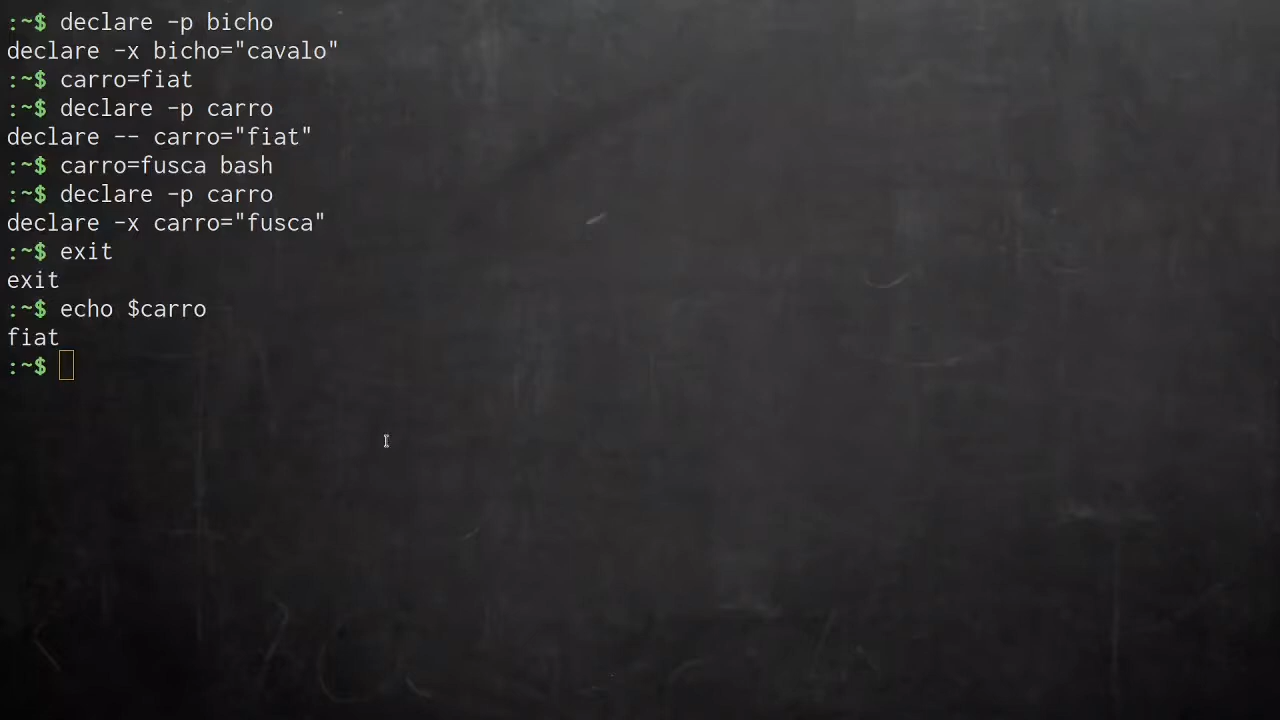 :~$ declare -p bicho
declare -x bicho="cavalo"
:~$ carro=fiat
:~$ declare -p carro
declare -- carro="fiat"
:~$ carro=fusca bash
:~$ declare -p carro
declare -x carro="fusca"
:~$ exit
exit
:~$ echo $carro
fiat
:~$